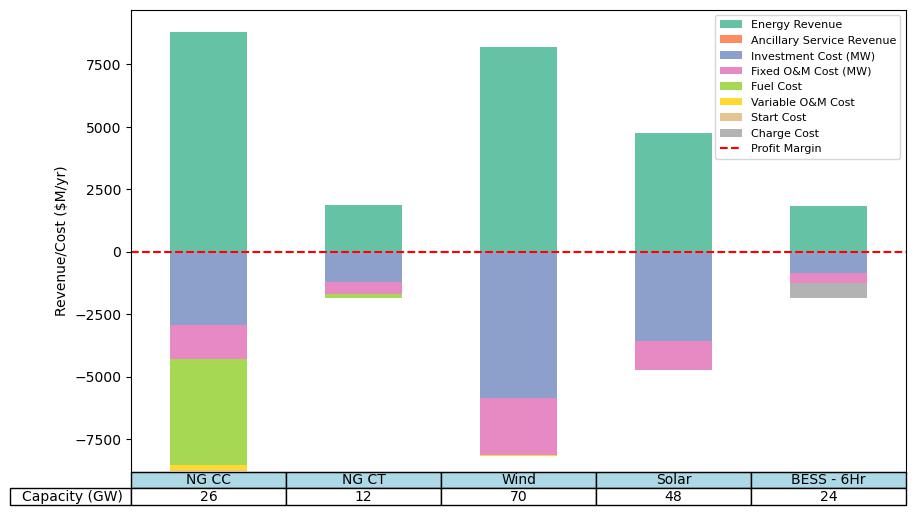 Energy Revenue
Ancillary Service Revenue
Investment Cost (MW)
Fixed O&M Cost (MW)
Fuel Cost
Variable O&M Cost
Start Cost
Charge Cost
Profit Margin
Revenue/Cost ($M/yr)
7500
5000
2500
0
−2500
−5000
−7500
NG CC NG CT Wind Solar BESS - 6Hr
Capacity (GW) 26 12 70 48 24